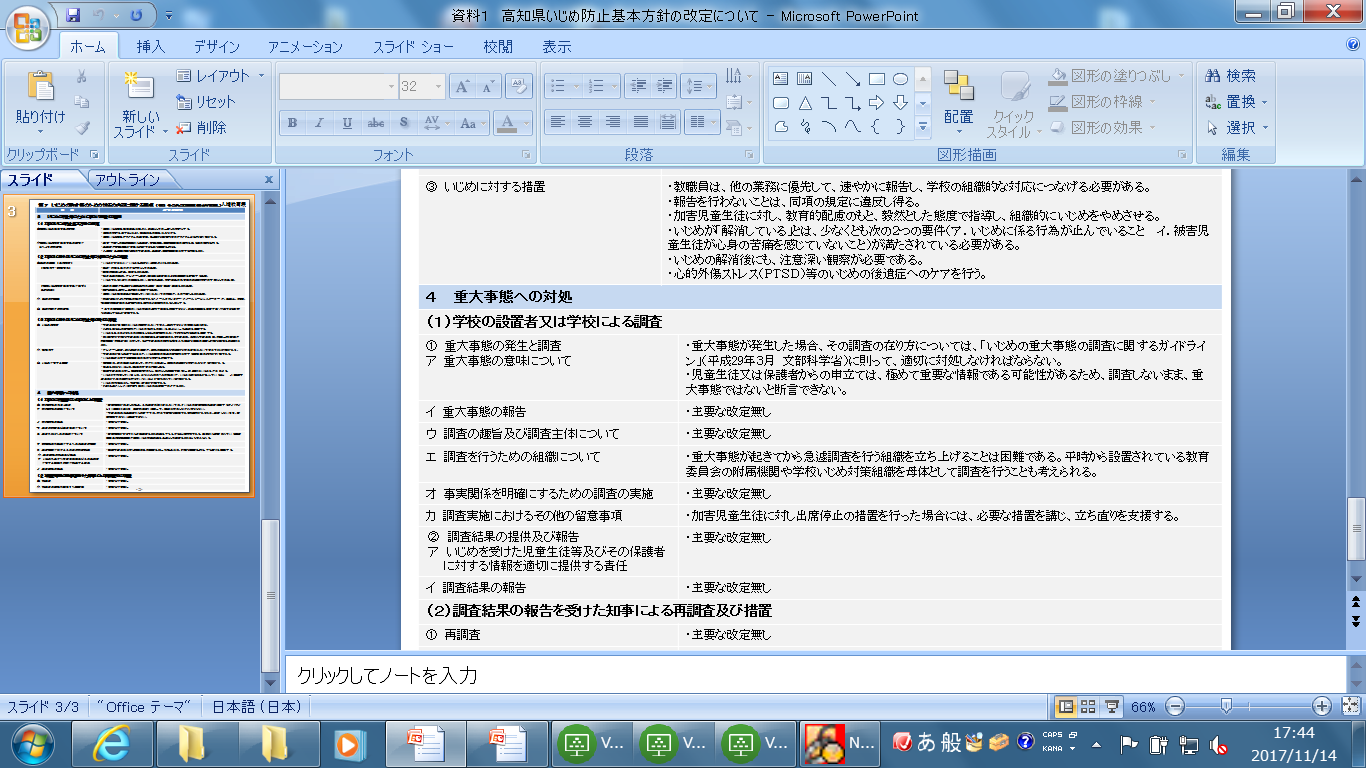 資料1　高知県いじめ防止基本方針の改定について － Microsoft PowerPoint
ホーム 挿入 デザイン アニメーション スライド ショー 校閲 表示
貼り付け
クリップボード
新しい
スライド
レイアウト
リセット
削除
スライド
32
B I U abc S AV Aa A
フォント
段落
配置
クイック
スタイル
図形の塗りつぶし
図形の枠線
図形の効果
図形描画
検索
置換
選択
編集
スライド アウトライン
3
③ いじめに対する措置
・教職員は、他の業務に優先して、速やかに報告し、学校の組織的な対応につなげる必要がある。
・報告を行わないことは、同項の規定に違反し得る。
・加害児童生徒に対し、教育的配慮のもと、毅然とした態度で指導し、組織的にいじめをやめさせる。
・いじめが「解消している」とは、少なくとも次の2つの要件（ア．いじめに係る行為が止んでいること　イ．被害児
童生徒が心身の苦痛を感じていないこと）が満たされている必要がある。
・いじめの解消後にも、注意深い観察が必要である。
・心的外傷ストレス（PTSD）等のいじめの後遺症へのケアを行う。
４　重大事態への対処
（１）学校の設置者又は学校による調査
① 重大事態の発生と調査
ア 重大事態の意味について
・重大事態が発生した場合、その調査の在り方については、「いじめの重大事態の調査に関するガイドライ
ン」（平成29年3月 文部科学省）に則って、適切に対処しなければならない。
・児童生徒又は保護者からの申立ては、極めて重要な情報である可能性があるため、調査しないまま、重
大事態ではないと断言できない。
イ 重大事態の報告
・主要な改定無し
ウ 調査の趣旨及び調査主体について
・主要な改定無し
エ 調査を行うための組織について
・重大事態が起きてから急遽調査を行う組織を立ち上げることは困難である。平時から設置されている教育
委員会の附属機関や学校いじめ対策組織を母体として調査を行うことも考えられる。
オ 事実関係を明確にするための調査の実施
・主要な改定無し
カ 調査実施におけるその他の留意事項
・加害児童生徒に対し出席停止の措置を行った場合には、必要な措置を講じ、立ち直りを支援する。
② 調査結果の提供及び報告
ア いじめを受けた児童生徒等及びその保護者
に対する情報を適切に提供する責任
・主要な改定無し
イ 調査結果の報告
・主要な改定無し
（２）調査結果の報告を受けた知事による再調査及び措置
① 再調査
・主要な改定無し
クリックしてノートを入力
スライド 3/3 "Office テーマ" 日本語 (日本)
66%
V... V... V... N...
あ 般 CAPS
KANA
17:44
2017/11/14